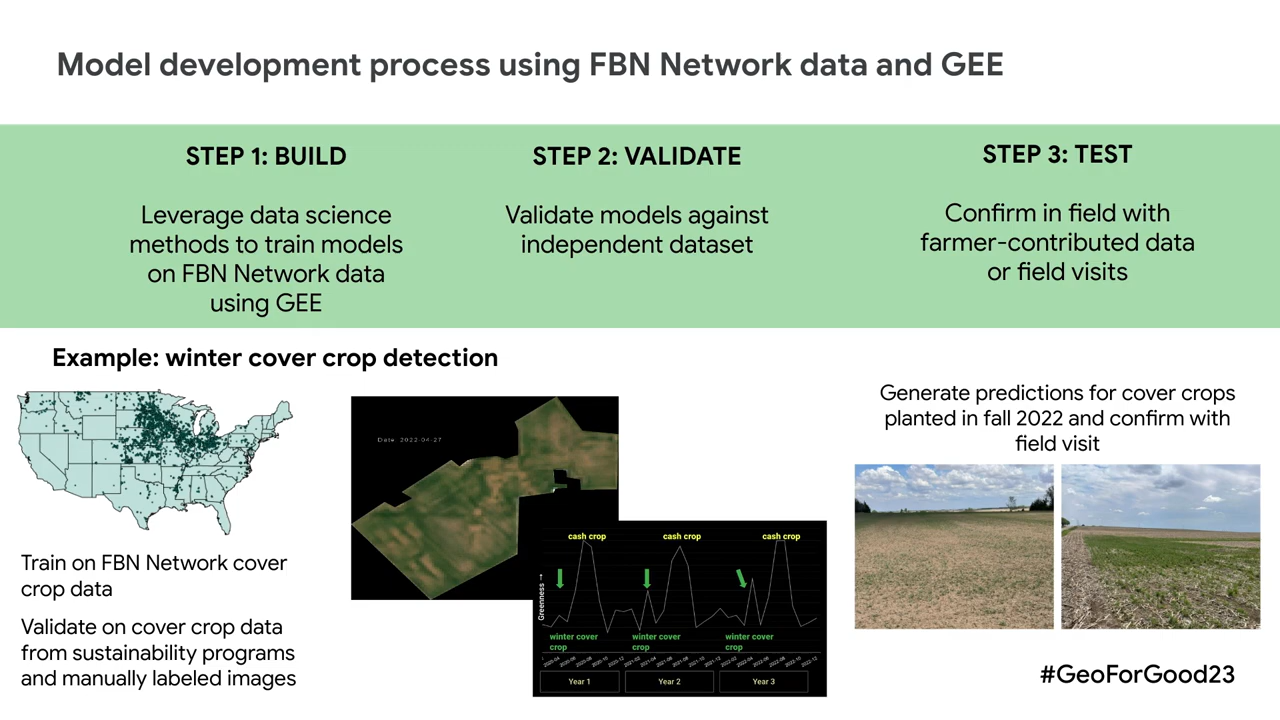 Model development process using FBN Network data and GEE
STEP 1: BUILD
Leverage data science
methods to train models
on FBN Network data
using GEE
STEP 2: VALIDATE
Validate models against
independent dataset
STEP 3: TEST
Confirm in field with
farmer-contributed data
or field visits
Example: winter cover crop detection
Train on FBN Network cover
crop data
Validate on cover crop data
from sustainability programs
and manually labeled images
Date 2022-04-27
cash crop
cash crop
cash crop
Greenness →
winter cover
crop
winter cover
crop
winter cover
crop
Year 1
Year 2
Year 3
Generate predictions for cover crops
planted in fall 2022 and confirm with
field visit
#GeoForGood23